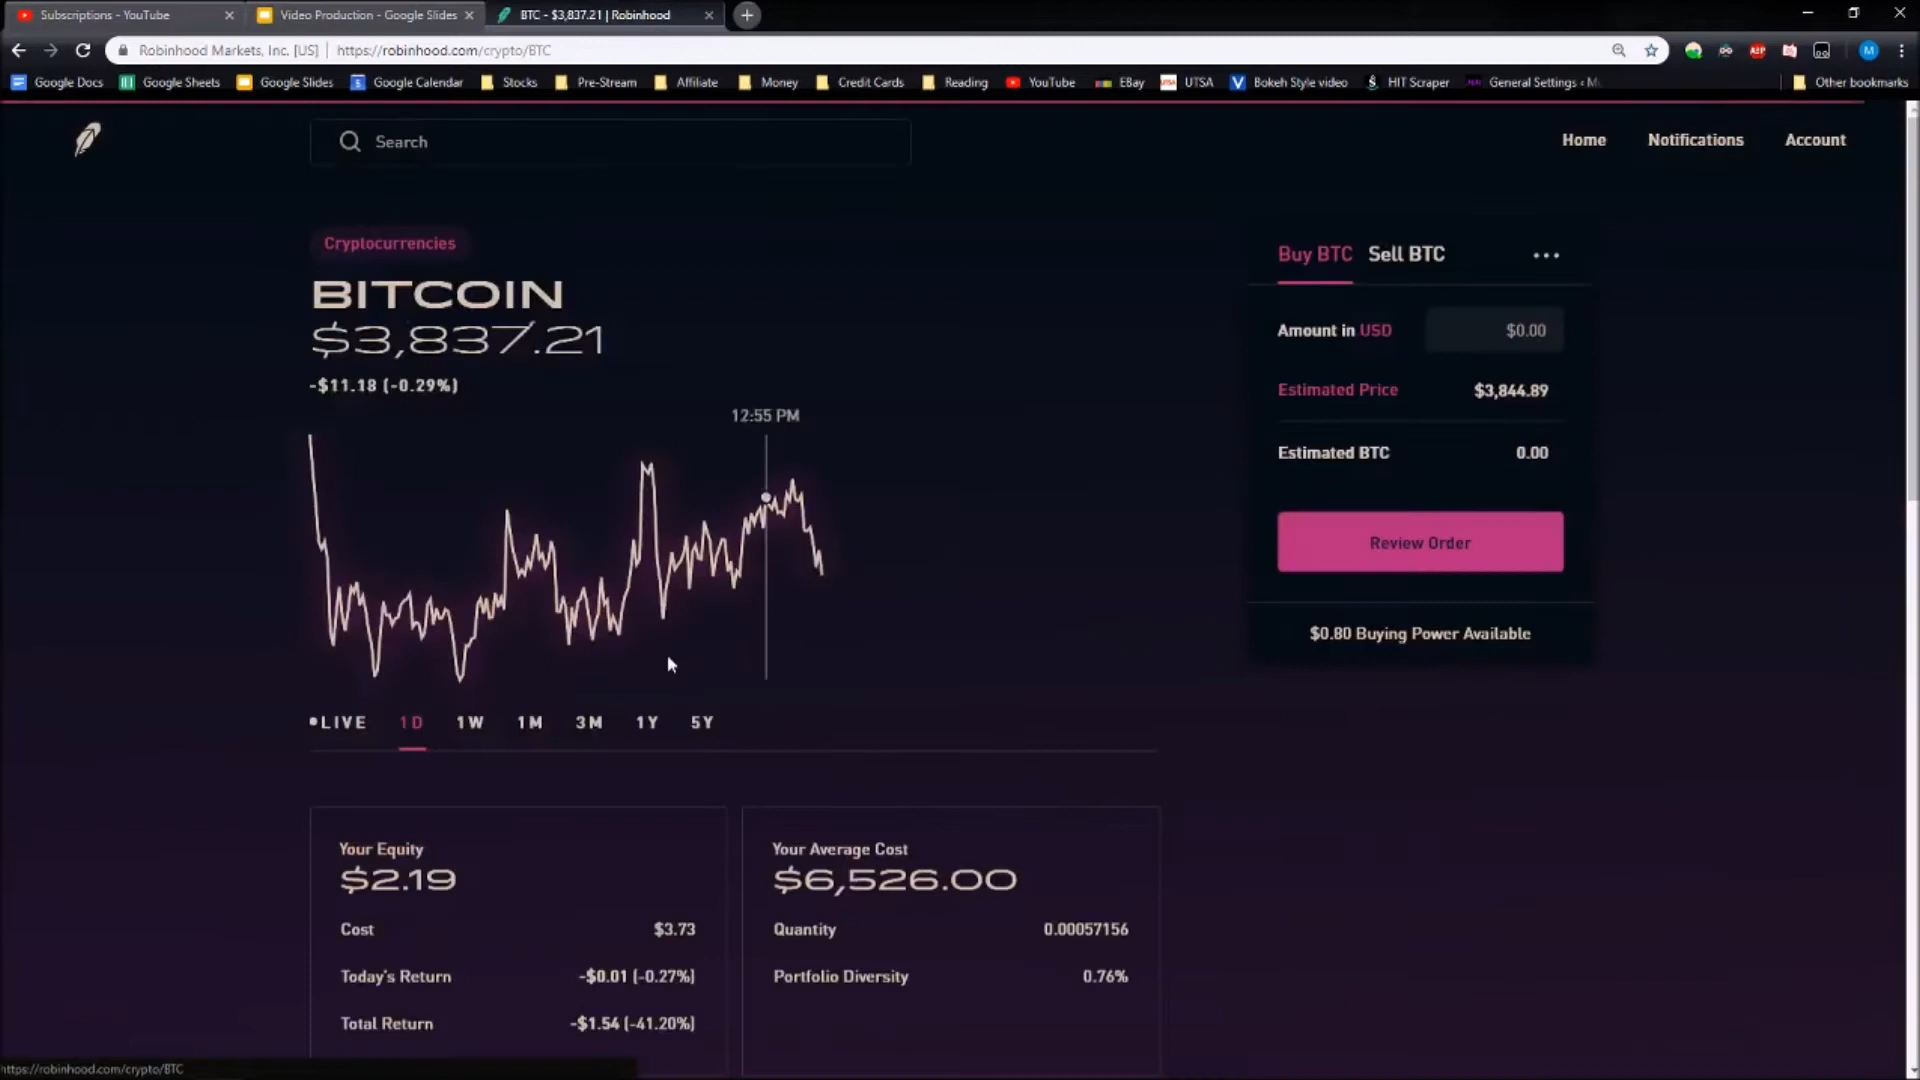 Subscriptions - YouTube
Video Production - Google Slides
BTC - $3,837.21 | Robinhood
Robinhood Markets, Inc. [US] | https://robinhood.com/crypto/BTC
Google Docs
Google Sheets
Google Slides
Google Calendar
Stocks
Pre-Stream
Affiliate
Money
Credit Cards
Reading
YouTube
EBay
UTSA
Bokeh Style video
HIT Scraper
General Settings ‹ M
Other bookmarks
Search
Home
Notifications
Account
Cryptocurrencies
BITCOIN
$3,837.21
-$11.18 (-0.29%)
12:55 PM
LIVE 1D 1W 1M 3M 1Y 5Y
Buy BTC Sell BTC
Amount in USD $0.00
Estimated Price $3,844.89
Estimated BTC 0.00
Review Order
$0.80 Buying Power Available
Your Equity
$2.19
Cost $3.73
Today's Return -$0.01 (-0.27%)
Total Return -$1.54 (-41.20%)
Your Average Cost
$6,526.00
Quantity 0.00057156
Portfolio Diversity 0.76%
https://robinhood.com/crypto/BTC